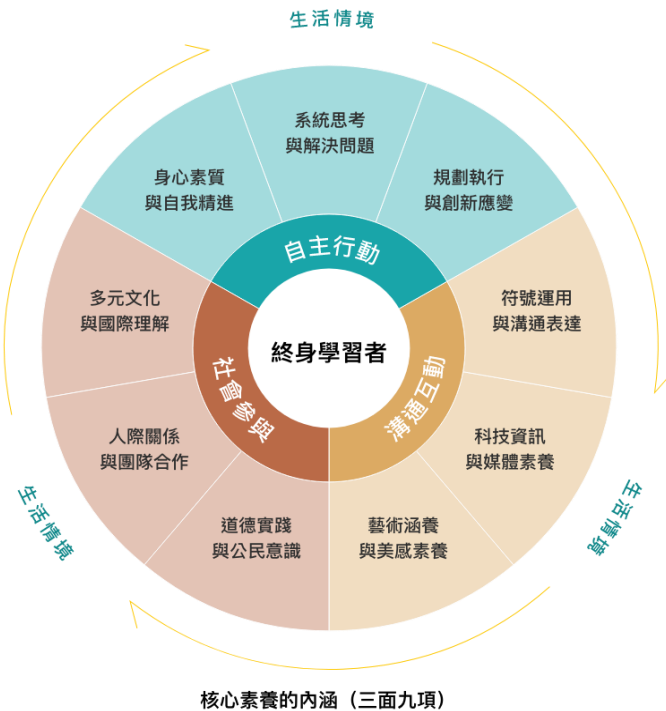 生活情境
系統思考
與解決問題
身心素質
與自我精進
規劃執行
與創新應變
自主行動
多元文化
與國際理解
符號運用
與溝通表達
終身學習者
社會參與
溝通互動
人際關係
與團隊合作
科技資訊
與媒體素養
道德實踐
與公民意識
藝術涵養
與美感素養
生活情境
生活情境
核心素養的內涵（三面九項）